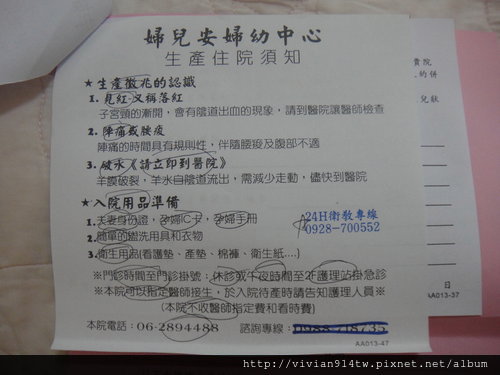 婦兒安婦幼中心
生產住院須知
★生產徵兆的認識
1.見紅-又稱落紅
子宮頸的漸開，會有陰道出血的現象，請到醫院讓醫師檢查
2.陣痛或腰痠
陣痛的時間具有規則性，伴隨腰痠及腹部不適
3.破水《請立即到醫院》
羊膜破裂，羊水自陰道流出，需減少走動，儘快到醫院
★入院用品準備
1.夫妻身份證，孕婦IC卡，孕婦手冊
2.簡單的盥洗用具和衣物
3.衛生用品(看護墊、產墊、棉褲、衛生紙....)
24H衛教專線
0928-700552
※門診時間至門診掛號；休診或午夜時間至護理站掛急診
※本院可以指定醫師接生，於入院待產時請告知護理人員※
(本院不收醫師指定費和看時費)
本院電話：06-2894488 諮詢專線：
AA013-47
貴院
日
AA013-37
http://vivian914tw.pixnet.net/album